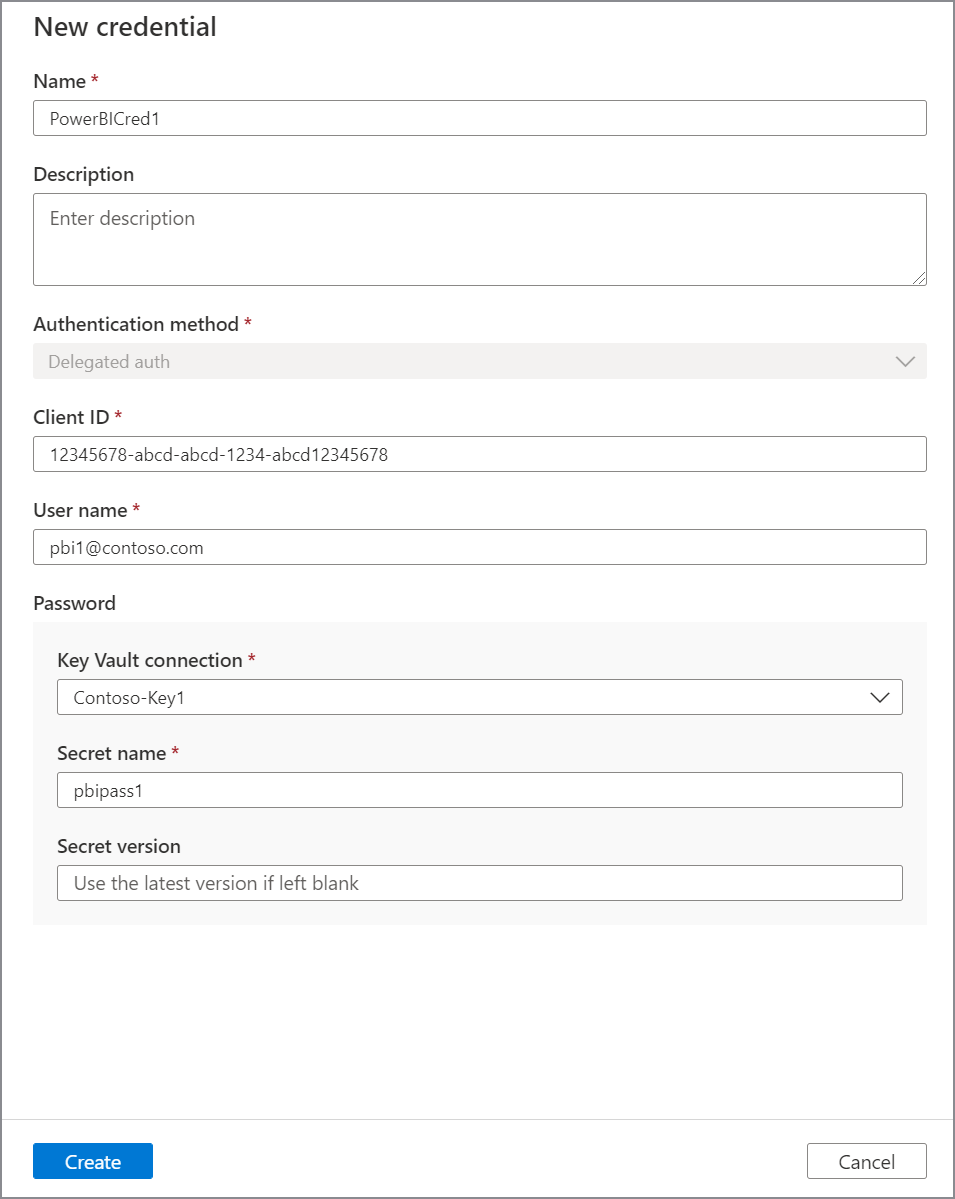 New credential
Name *
PowerBICred1
Description
Enter description
Authentication method *
Delegated auth
Client ID *
12345678-abcd-abcd-1234-abcd12345678
User name *
pbi1@contoso.com
Password
Key Vault connection *
Contoso-Key1
Secret name *
pbipass1
Secret version
Use the latest version if left blank
Create
Cancel